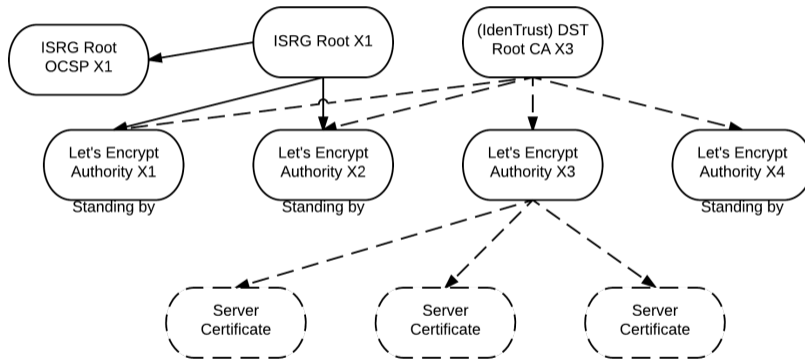 ISRG Root
OCSP X1
ISRG Root X1
(IdenTrust) DST
Root CA X3
Let's Encrypt
Authority X1
Standing by
Let's Encrypt
Authority X2
Standing by
Let's Encrypt
Authority X3
Let's Encrypt
Authority X4
Standing by
Server
Certificate
Server
Certificate
Server
Certificate